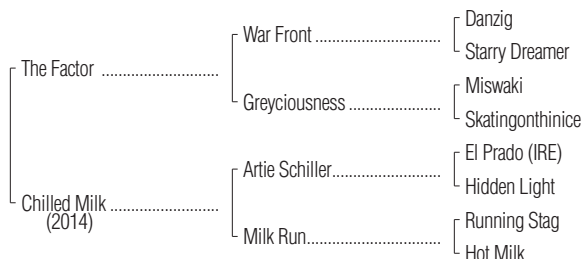 Danzig
War Front
Starry Dreamer
The Factor
Miswaki
Greyciousness
Skatingonthinice
El Prado (IRE)
Artie Schiller
Hidden Light
Chilled Milk
(2014)
Running Stag
Milk Run
Hot Milk